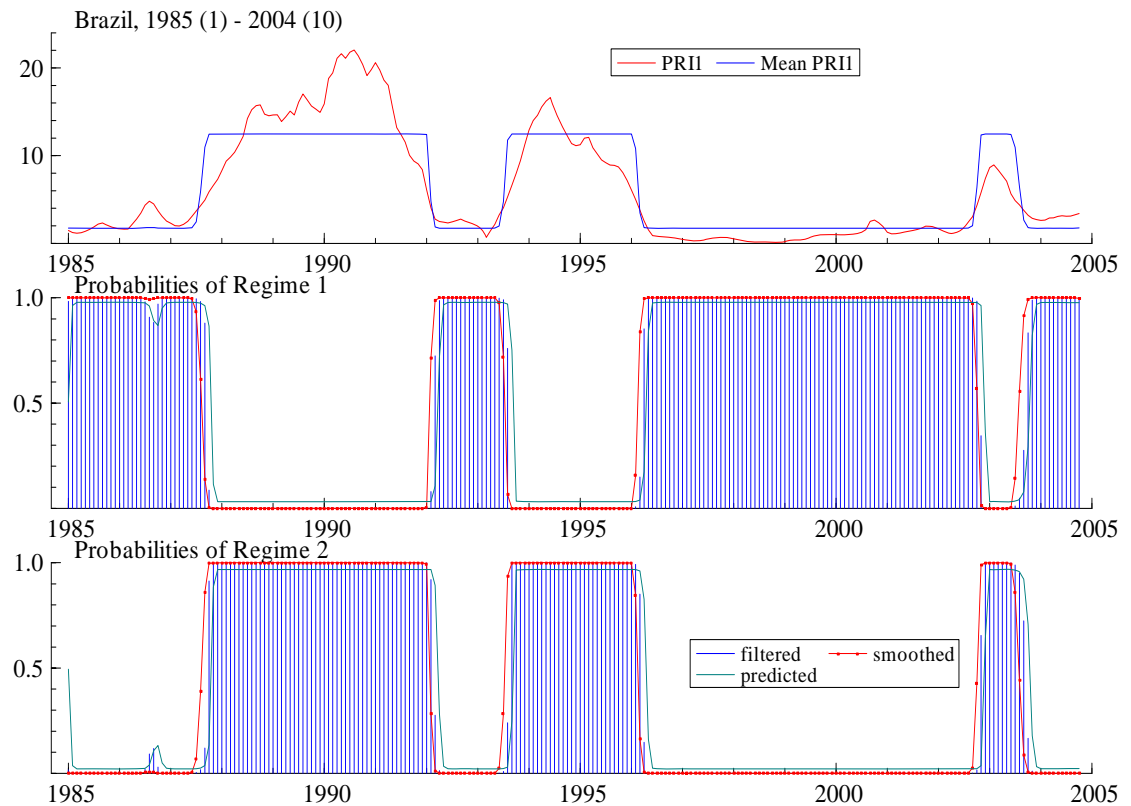 Brazil, 1985 (1) - 2004 (10)
PRI1 Mean PRI1
20
10
1985 1990 1995 2000 2005
Probabilities of Regime 1
1.0
0.5
1985 1990 1995 2000 2005
Probabilities of Regime 2
1.0
0.5
filtered smoothed
predicted
1985 1990 1995 2000 2005